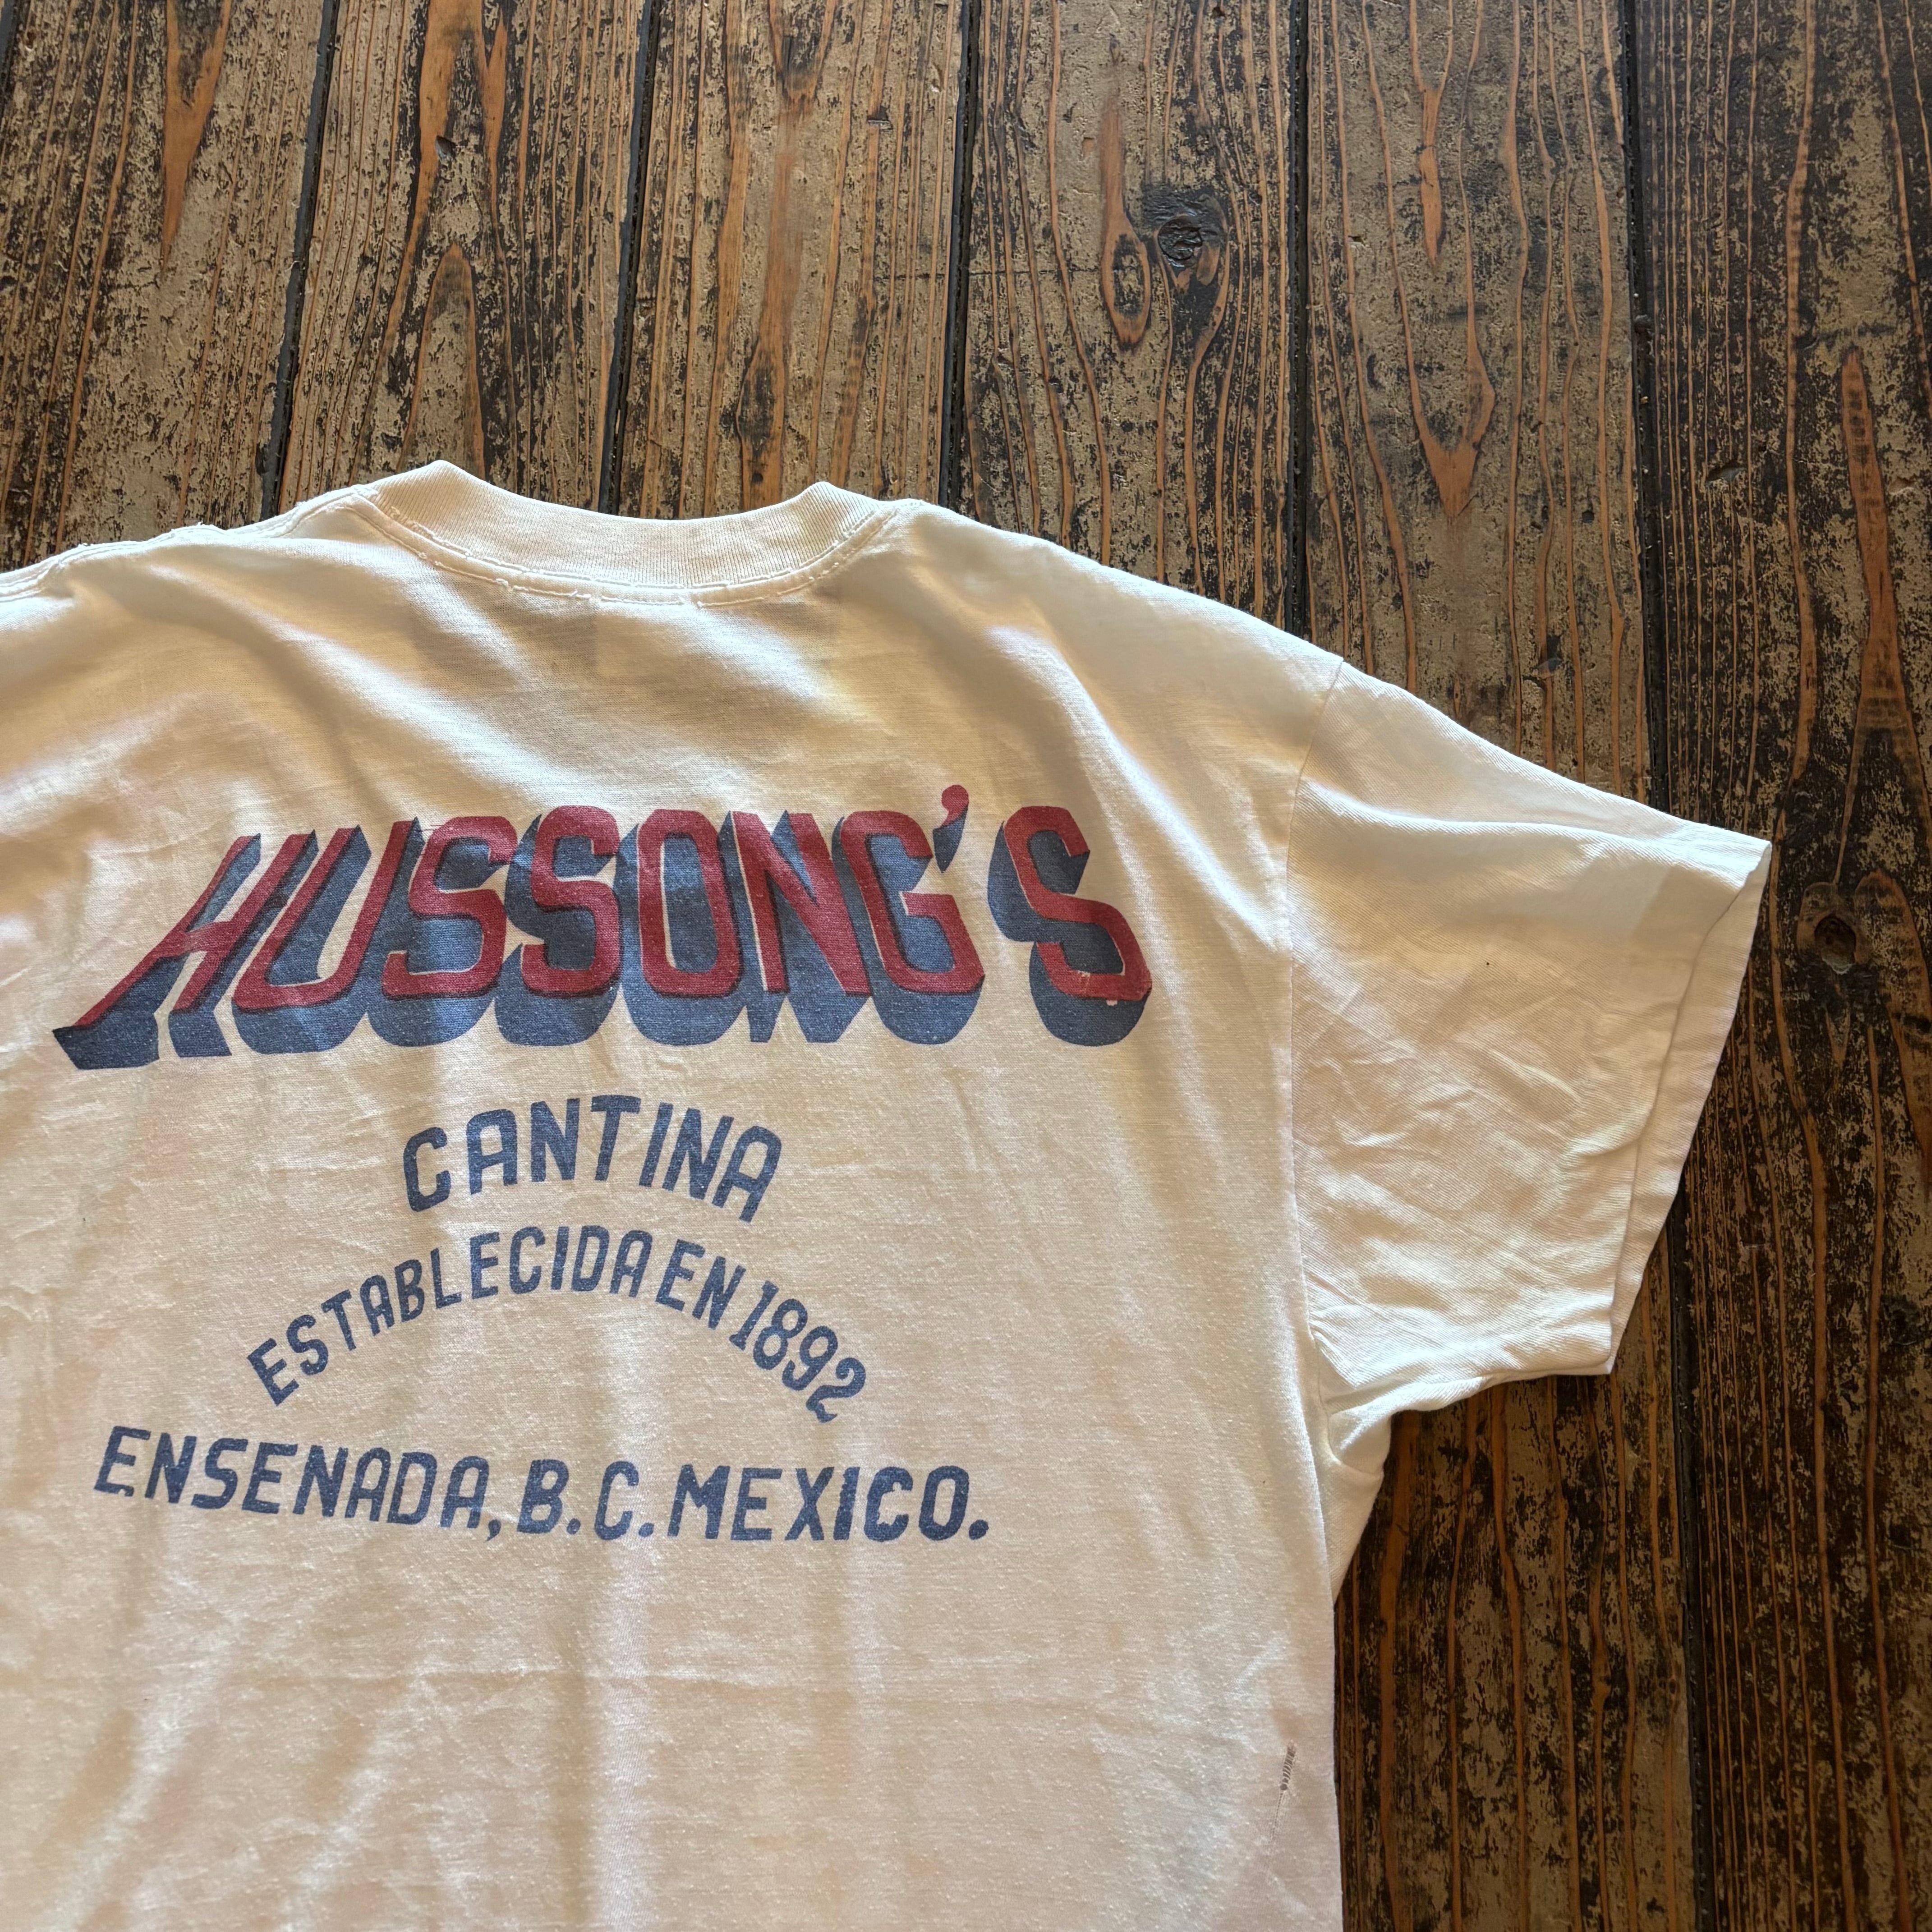 HUSSONG'S
CANTINA
ESTABLECIDA EN 1892
ENSENADA, B.C. MEXICO.